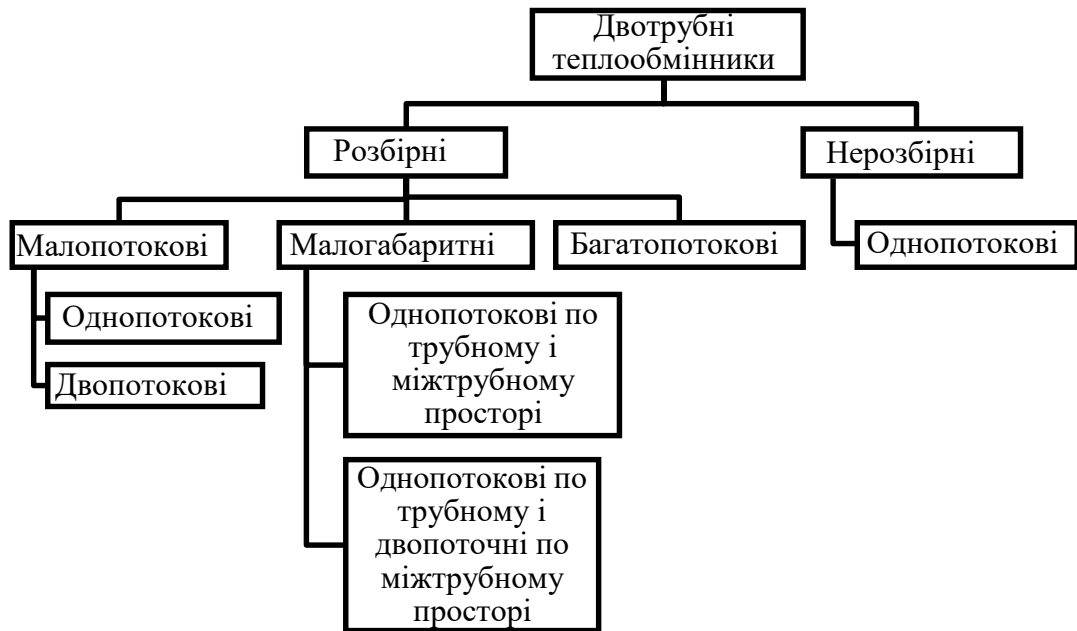 Двотрубні
теплообмінники
Розбірні
Нерозбірні
Малопотокові
Малогабаритні
Багатопотокові
Однопотокові
Однопотокові
Двопотокові
Однопотокові по
трубному і
міжтрубному
просторі
Однопотокові по
трубному і
двопоточні по
міжтрубному
просторі